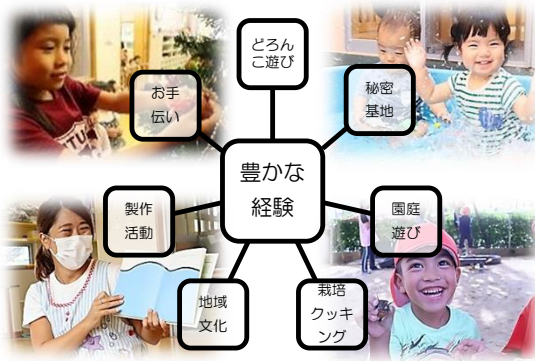 どろん
こ遊び
お手
伝い
秘密
基地
豊かな
経験
製作
活動
園庭
遊び
地域
文化
栽培
クッキ
ング